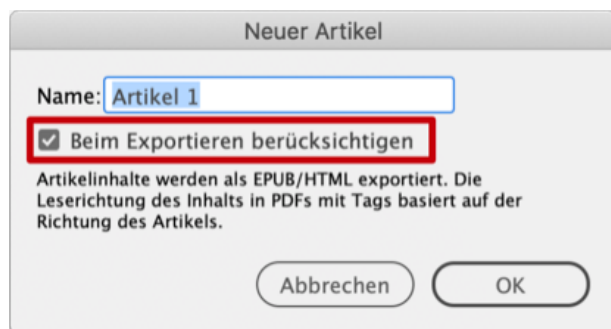 Neuer Artikel
Name: Artikel 1
Beim Exportieren berücksichtigen
Artikelinhalte werden als EPUB/HTML exportiert. Die
Leserichtung des Inhalts in PDFs mit Tags basiert auf der
Richtung des Artikels.
Abbrechen OK